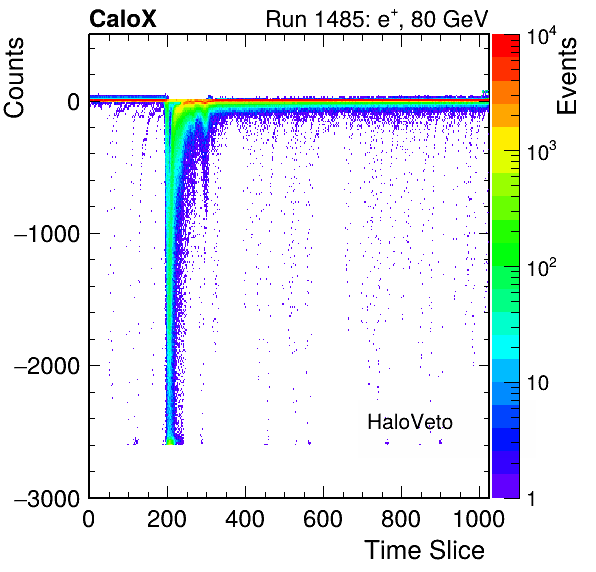 CaloX Run 1485: e⁺, 80 GeV
Counts
Events
0
−1000
−2000
−3000
0 200 400 600 800 1000
Time Slice
HaloVeto
10⁴
10³
10²
10
1